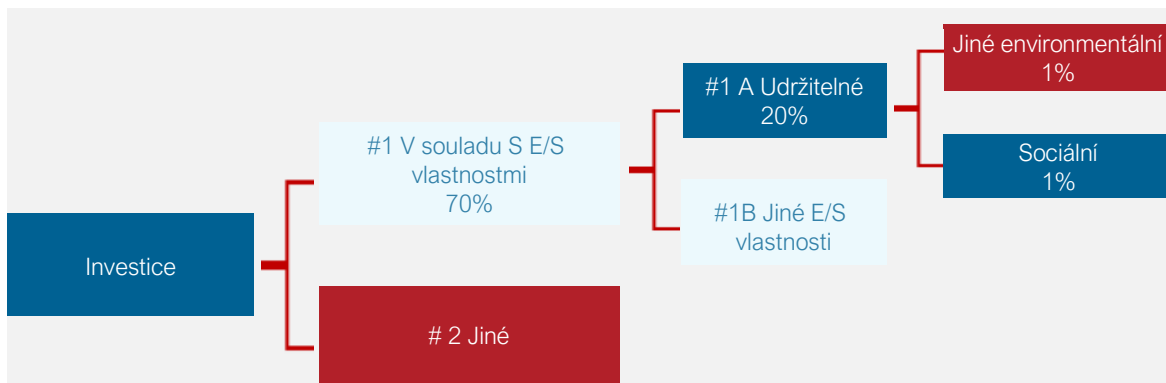 Investice
#1 V souladu S E/S
vlastnostmi
70%
# 2 Jiné
#1 A Udržitelné
20%
#1B Jiné E/S
vlastnosti
Jiné environmentální
1%
Sociální
1%